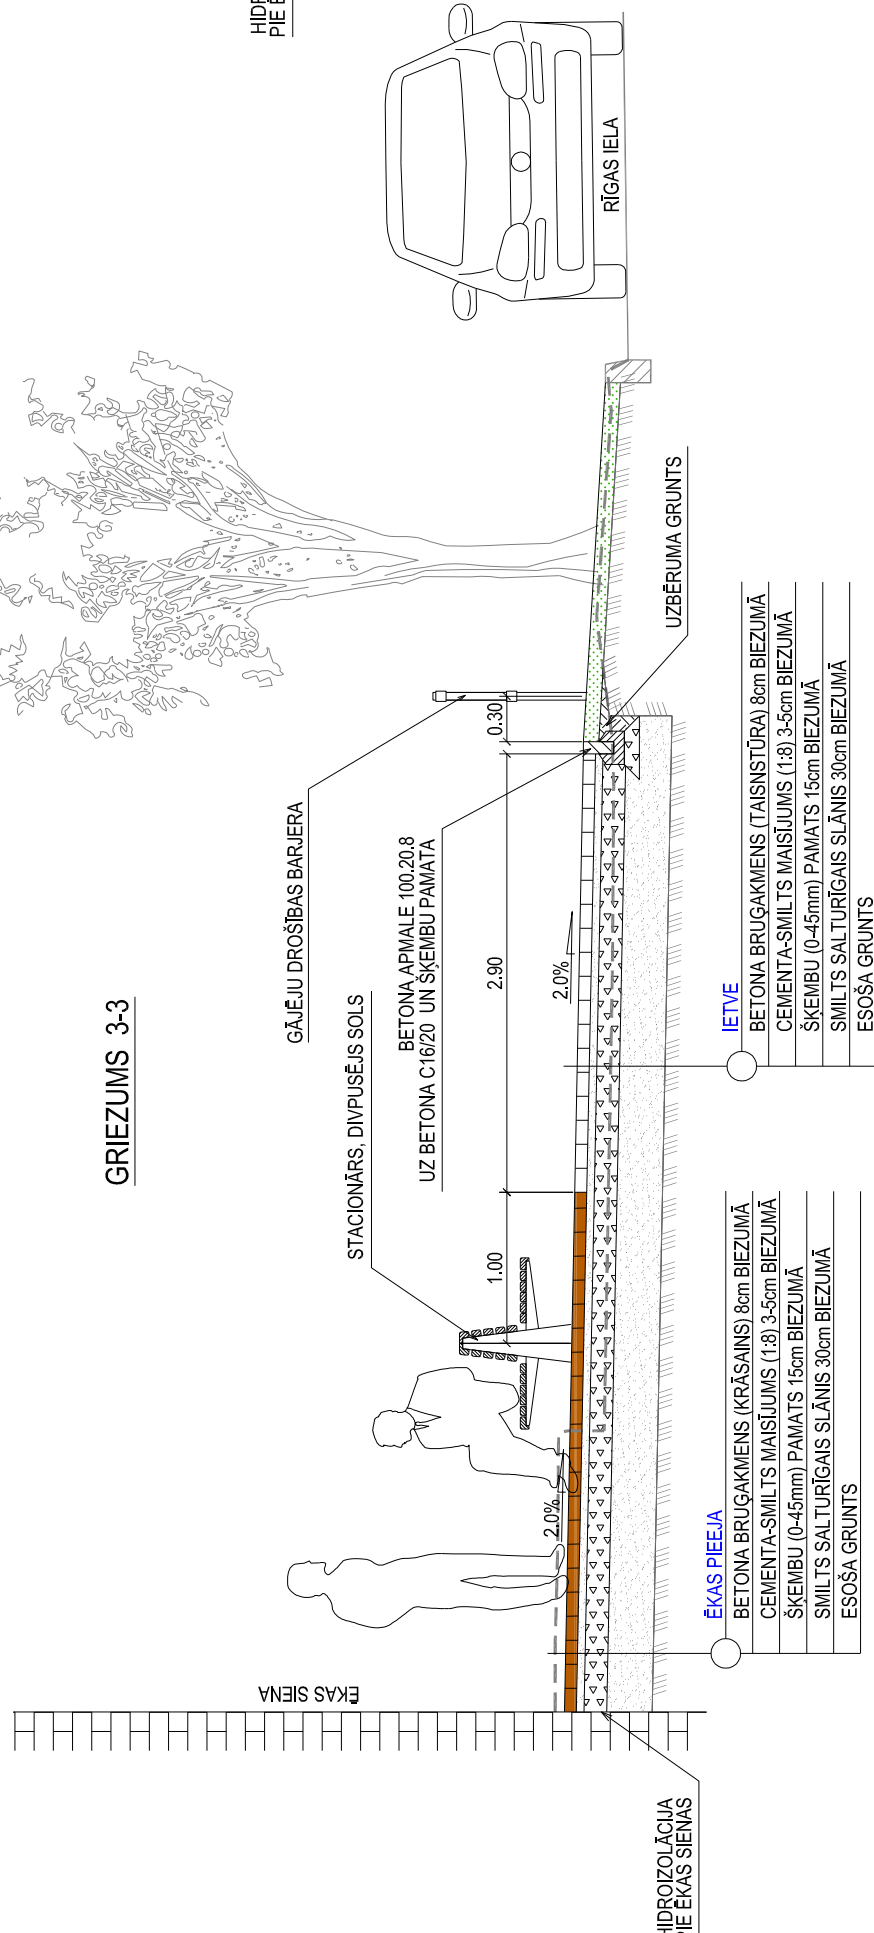 GRIEZUMS 3-3
GĀJĒJU DROŠĪBAS BARJERA
STACIONĀRS, DIVPUSĒJS SOLS
BETONA APMALE 100.20.8
UZ BETONA C16/20 UN ŠĶEMBU PAMATA
ĒKAS SIENA
1.00
2.90
0.30
2.0%
2.0%
RĪGAS IELA
UZBĒRUMA GRUNTS
HIDROIZOLĀCIJA
PIE ĒKAS SIENAS
ĒKAS PIEEJA
BETONA BRUĢAKMENS (KRĀSAINS) 8cm BIEZUMĀ
CEMENTA-SMILTS MAISĪJUMS (1:8) 3-5cm BIEZUMĀ
ŠĶEMBU (0-45mm) PAMATS 15cm BIEZUMĀ
SMILTS SALTURĪGAIS SLĀNIS 30cm BIEZUMĀ
ESOŠA GRUNTS
IETVE
BETONA BRUĢAKMENS (TAISNSTŪRA) 8cm BIEZUMĀ
CEMENTA-SMILTS MAISĪJUMS (1:8) 3-5cm BIEZUMĀ
ŠĶEMBU (0-45mm) PAMATS 15cm BIEZUMĀ
SMILTS SALTURĪGAIS SLĀNIS 30cm BIEZUMĀ
ESOŠA GRUNTS
PIE